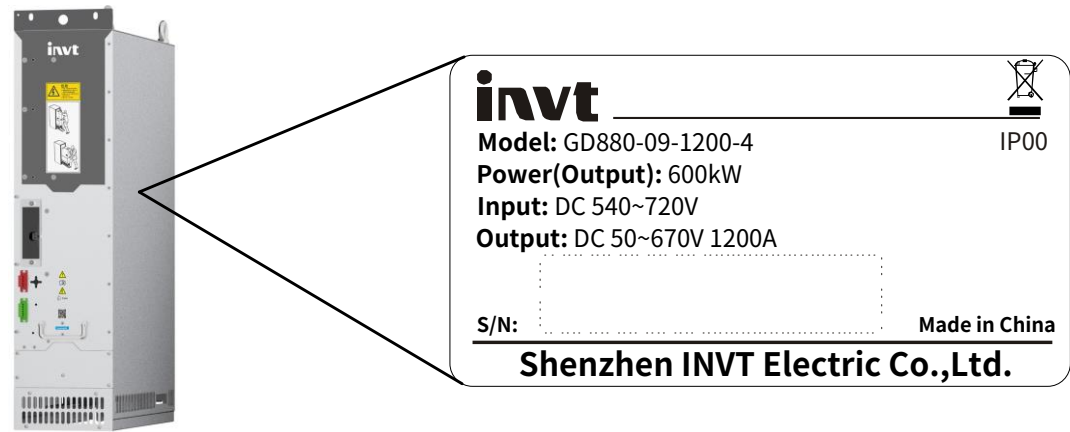 invt
invt
Model: GD880-09-1200-4
IP00
Power(Output): 600kW
Input: DC 540~720V
Output: DC 50~670V 1200A
S/N:
Made in China
Shenzhen INVT Electric Co.,Ltd.